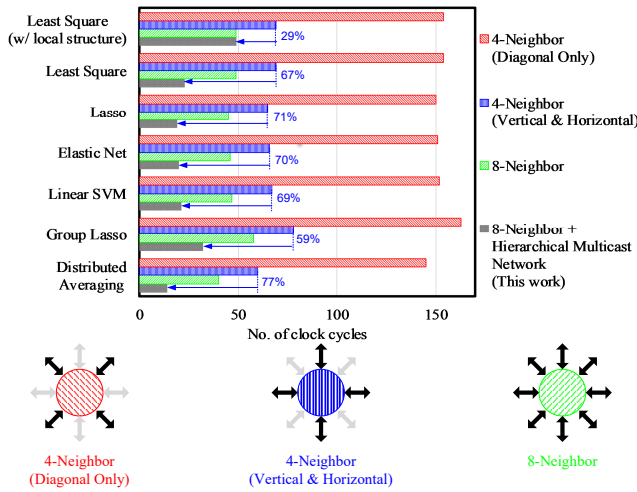 Least Square
(w/ local structure)
29%
Least Square
67%
Lasso
71%
Elastic Net
70%
Linear SVM
69%
Group Lasso
59%
Distributed
Averaging
77%
0
50
100
150
No. of clock cycles
4-Neighbor
(Diagonal Only)
4-Neighbor
(Vertical & Horizontal)
8-Neighbor
8-Neighbor +
Hierarchical Multicast
Network
(This work)
4-Neighbor
(Diagonal Only)
4-Neighbor
(Vertical & Horizontal)
8-Neighbor